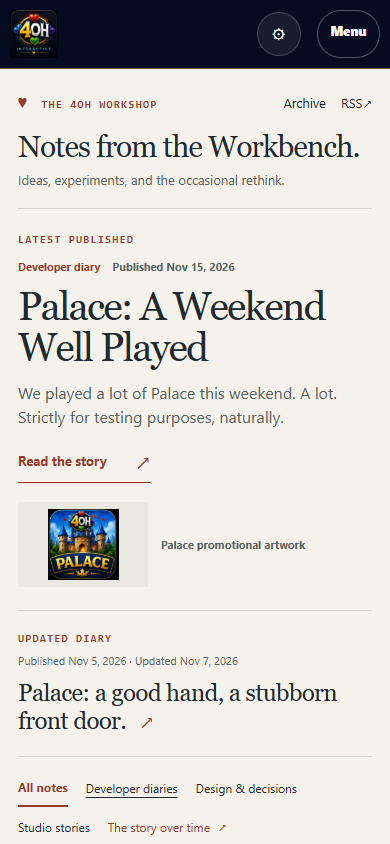 4OH
INTERACTIVE
Menu
THE 4OH WORKSHOP
Archive
RSS↗
Notes from the Workbench.
Ideas, experiments, and the occasional rethink.
LATEST PUBLISHED
Developer diary
Published Nov 15, 2026
Palace: A Weekend
Well Played
We played a lot of Palace this weekend. A lot.
Strictly for testing purposes, naturally.
Read the story ↗
4OH
PALACE
Palace promotional artwork
UPDATED DIARY
Published Nov 5, 2026 · Updated Nov 7, 2026
Palace: a good hand, a stubborn
front door. ↗
All notes
Developer diaries
Design & decisions
Studio stories
The story over time ↗